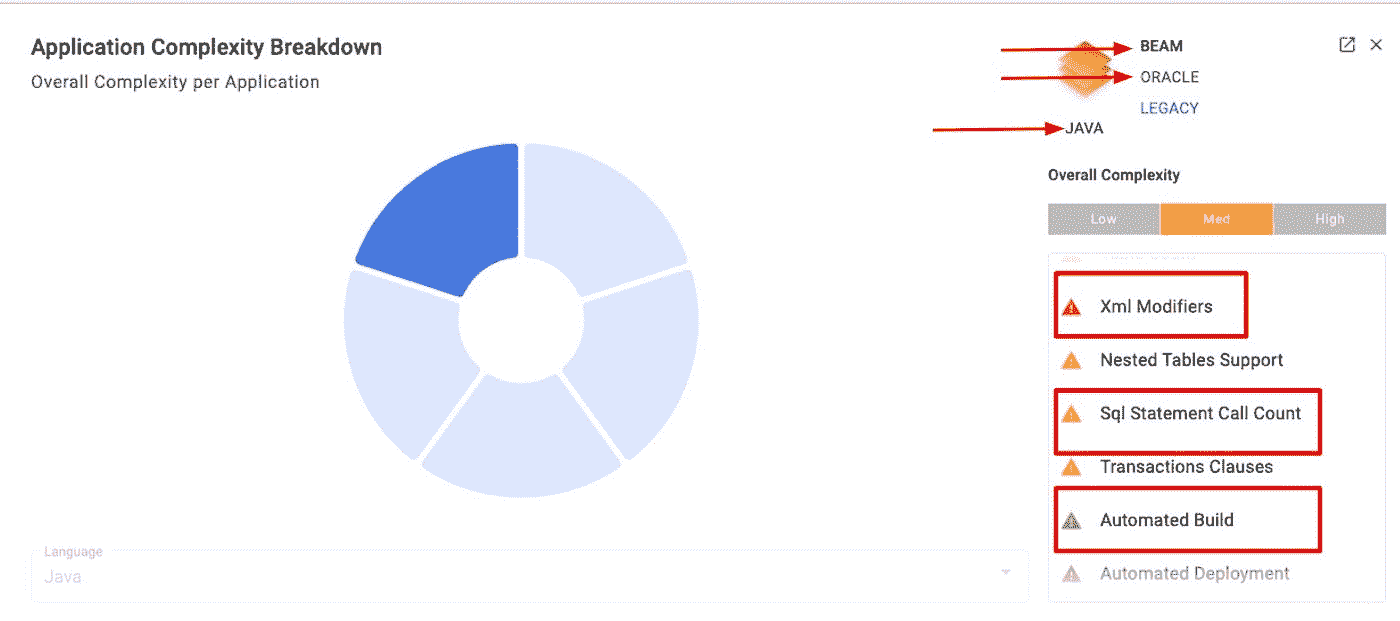 Application Complexity Breakdown
Overall Complexity per Application
BEAM
ORACLE
LEGACY
JAVA
Overall Complexity
Low
Med
High
Xml Modifiers
Nested Tables Support
Sql Statement Call Count
Transactions Clauses
Automated Build
Automated Deployment
Language
Java